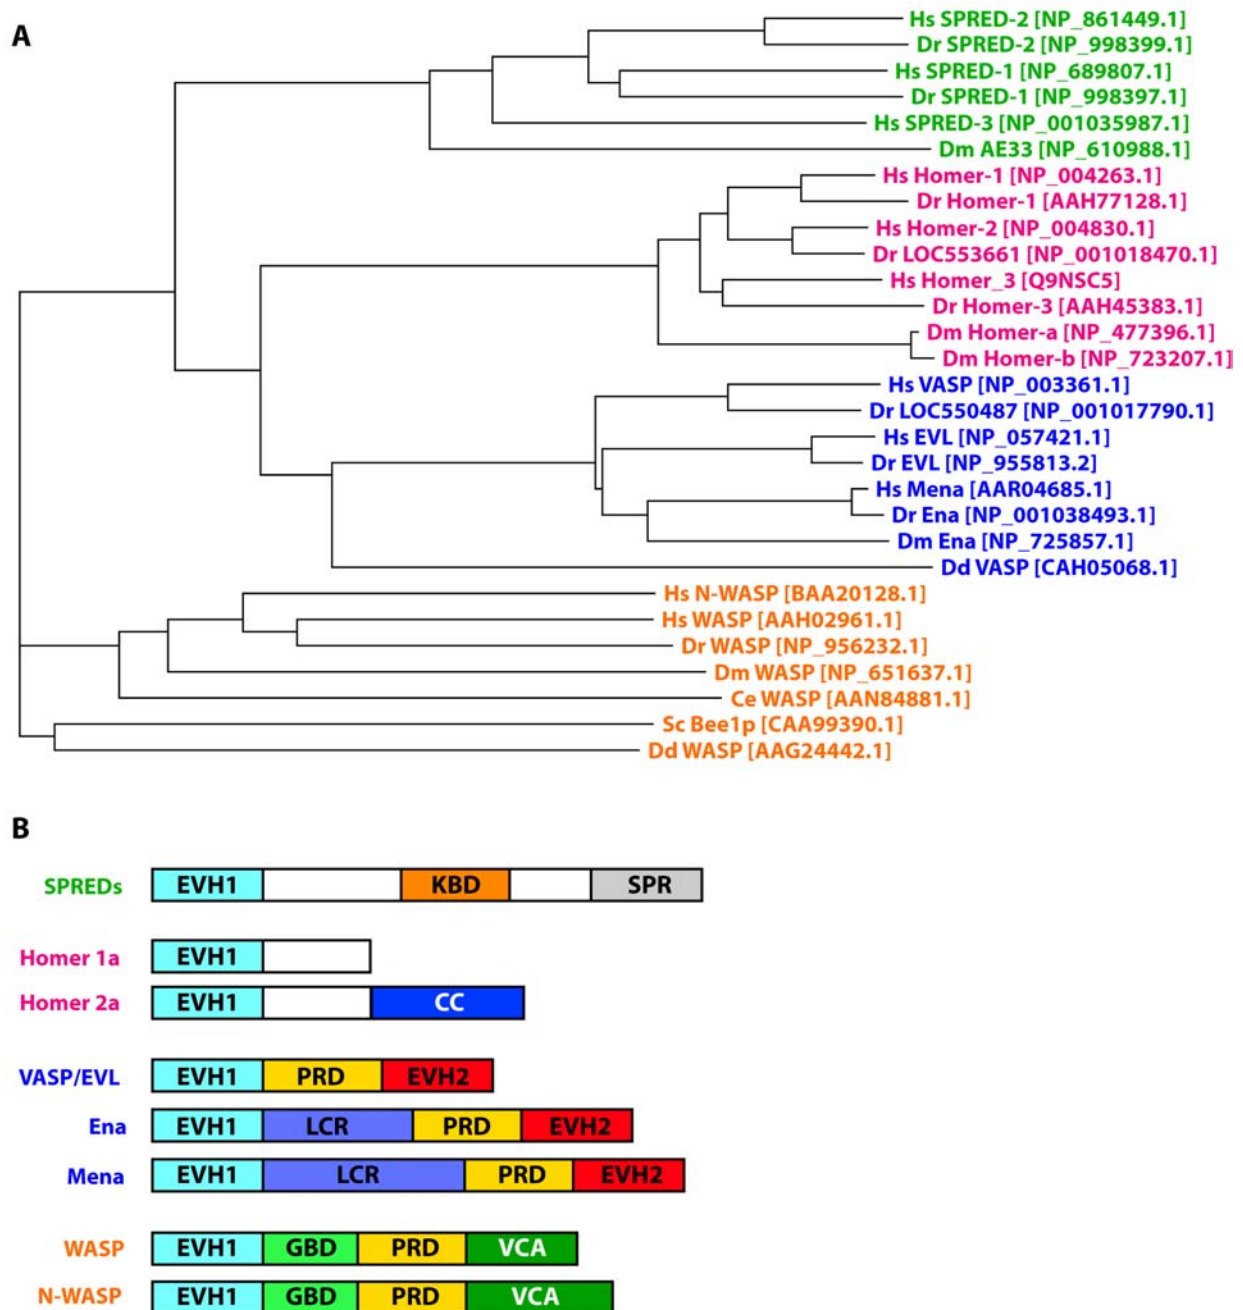 A
Hs SPRED-2 [NP_861449.1]
Dr SPRED-2 [NP_998399.1]
Hs SPRED-1 [NP_689807.1]
Dr SPRED-1 [NP_998397.1]
Hs SPRED-3 [NP_001035987.1]
Dm AE33 [NP_610988.1]
Hs Homer-1 [NP_004263.1]
Dr Homer-1 [AAH77128.1]
Hs Homer-2 [NP_004830.1]
Dr LOC553661 [NP_001018470.1]
Hs Homer_3 [Q9NSC5]
Dr Homer-3 [AAH45383.1]
Dm Homer-a [NP_477396.1]
Dm Homer-b [NP_723207.1]
Hs VASP [NP_003361.1]
Dr LOC550487 [NP_001017790.1]
Hs EVL [NP_057421.1]
Dr EVL [NP_955813.2]
Hs Mena [AAR04685.1]
Dr Ena [NP_001038493.1]
Dm Ena [NP_725857.1]
Dd VASP [CAH05068.1]
Hs N-WASP [BAA20128.1]
Hs WASP [AAH02961.1]
Dr WASP [NP_956232.1]
Dm WASP [NP_651637.1]
Ce WASP [AAN84881.1]
Sc Bee1p [CAA99390.1]
Dd WASP [AAG24442.1]
B
SPREDs EVH1 KBD SPR
Homer 1a EVH1
Homer 2a EVH1 CC
VASP/EVL EVH1 PRD EVH2
Ena EVH1 LCR PRD EVH2
Mena EVH1 LCR PRD EVH2
WASP EVH1 GBD PRD VCA
N-WASP EVH1 GBD PRD VCA